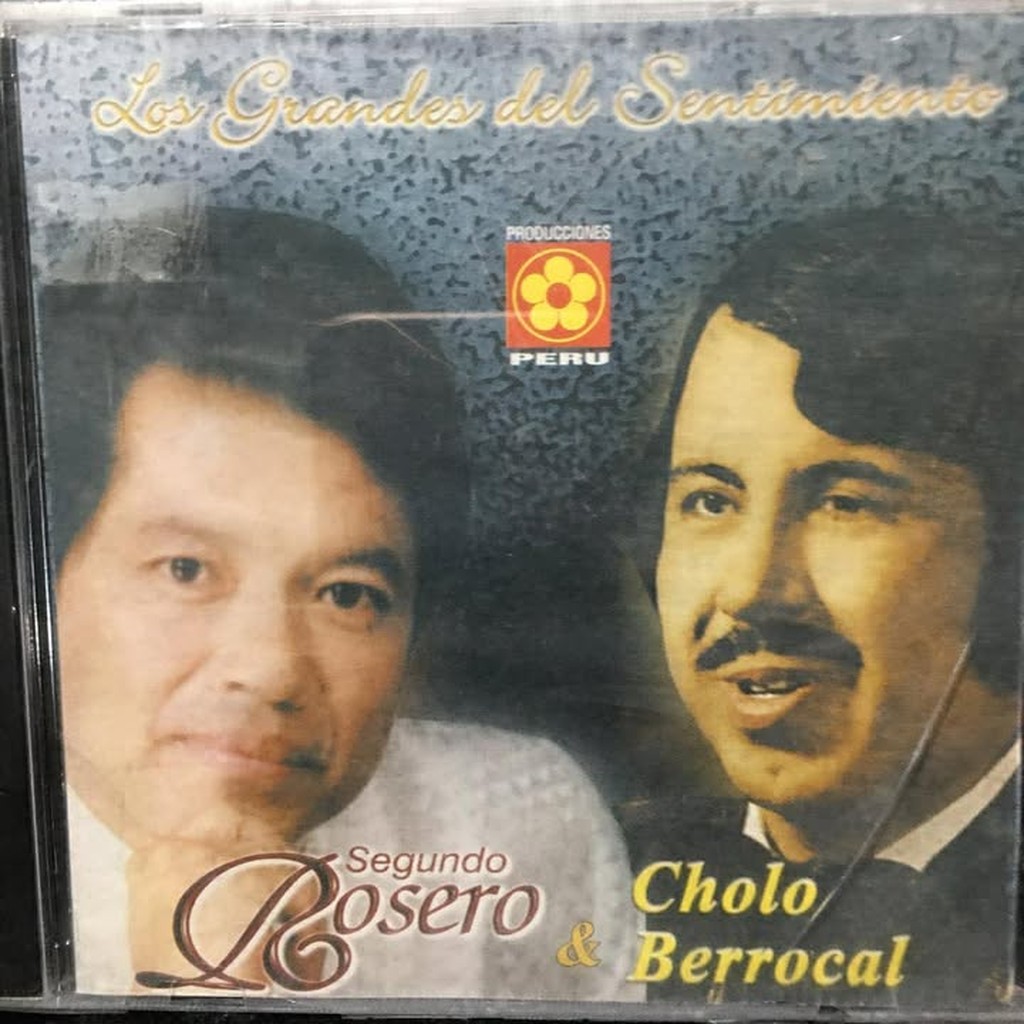 Los Grandes del Sentimiento
PRODUCCIONES
PERU
Segundo
Rosero
& Cholo
Berrocal